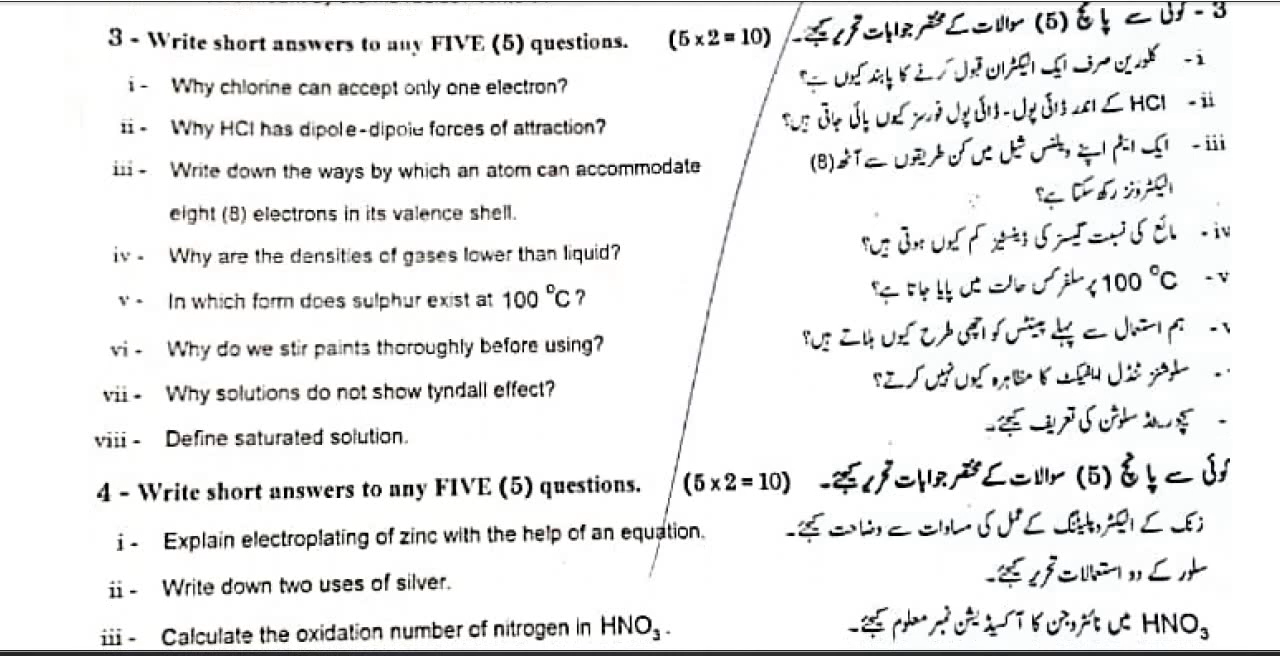 3 - Write short answers to any FIVE (5) questions. (5 x 2 = 10) 3 - کوئی سے پانچ (5) سوالات کے مختصر جوابات تحریر کیجئے۔
i - Why chlorine can accept only one electron? i - کلورین صرف ایک الیکٹران قبول کرنے کا پابند کیوں ہے؟
ii - Why HCl has dipole-dipole forces of attraction? ii - HCl کے اندر ڈائی پول - ڈائی پول فورسز کیوں پائی جاتی ہیں؟
iii - Write down the ways by which an atom can accommodate iii - ایک ایٹم اپنے ویلنس شیل میں کن طریقوں سے آٹھ (8)
eight (8) electrons in its valence shell. الیکٹرونز رکھ سکتا ہے؟
iv - Why are the densities of gases lower than liquid? iv - مائع کی نسبت گیسز کی ڈینسٹیز کم کیوں ہوتی ہیں؟
v - In which form does sulphur exist at 100 °C? v - 100 °C پر سلفر کس حالت میں پایا جاتا ہے؟
vi - Why do we stir paints thoroughly before using? ہم استعمال سے پہلے پینٹس کو اچھی طرح کیوں ہلاتے ہیں؟
vii - Why solutions do not show tyndall effect? سلوشنز ٹنڈل ایفیکٹ کا مظاہرہ کیوں نہیں کرتے؟
viii - Define saturated solution. سچوریٹڈ سلوشن کی تعریف کیجئے۔
4 - Write short answers to any FIVE (5) questions. (5 x 2 = 10) کوئی سے پانچ (5) سوالات کے مختصر جوابات تحریر کیجئے۔
i - Explain electroplating of zinc with the help of an equation. زنک کے الیکٹروپلیٹنگ کے عمل کی مساوات سے وضاحت کیجئے۔
ii - Write down two uses of silver. سلور کے دو استعمالات تحریر کیجئے۔
iii - Calculate the oxidation number of nitrogen in HNO₃. HNO₃ میں نائٹروجن کا آکسیڈیشن نمبر معلوم کیجئے۔